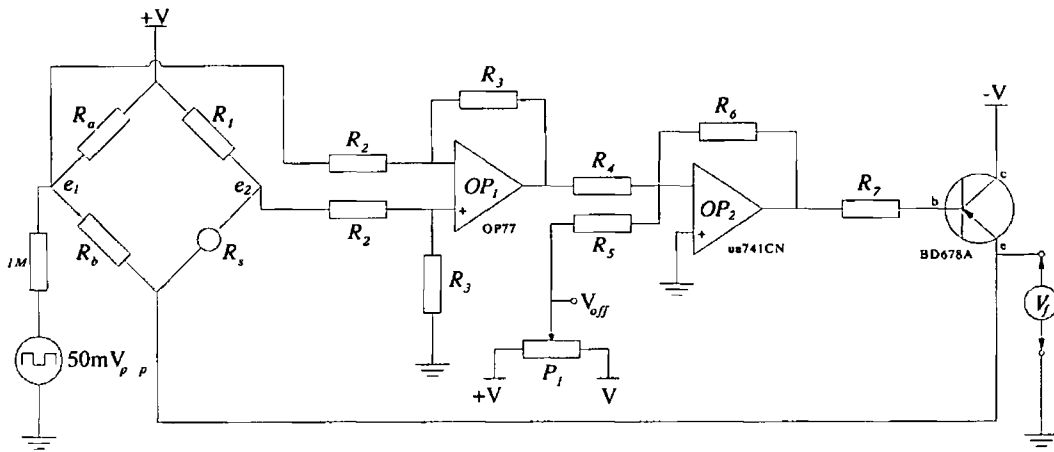 +V
R3
Ra
R1
R6
-V
R2
R4
c
e1
e2
OP1
OP2
R7
b
+
OP77
ua741CN
R2
R5
e
BD678A
1M
Rb
Rs
R3
Voff
Vf
50mVp p
P1
+V
V